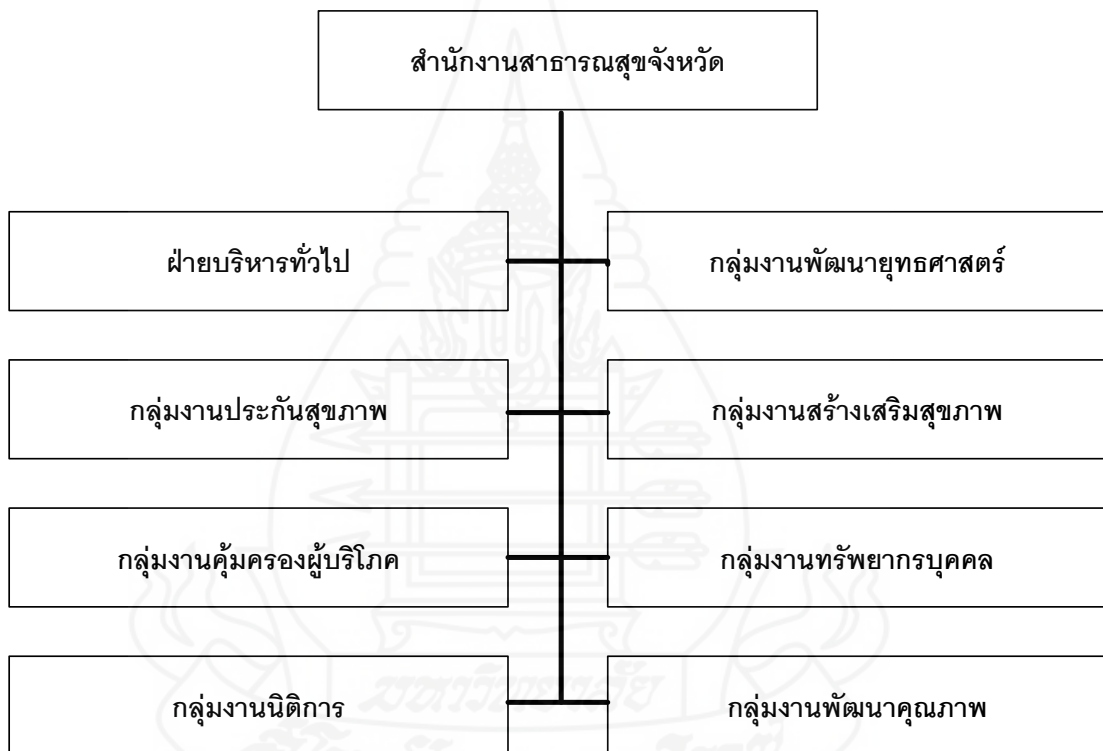 สำนักงานสาธารณสุขจังหวัด
ฝ่ายบริหารทั่วไป
กลุ่มงานพัฒนายุทธศาสตร์
กลุ่มงานประกันสุขภาพ
กลุ่มงานสร้างเสริมสุขภาพ
กลุ่มงานคุ้มครองผู้บริโภค
กลุ่มงานทรัพยากรบุคคล
กลุ่มงานนิติการ
กลุ่มงานพัฒนาคุณภาพ